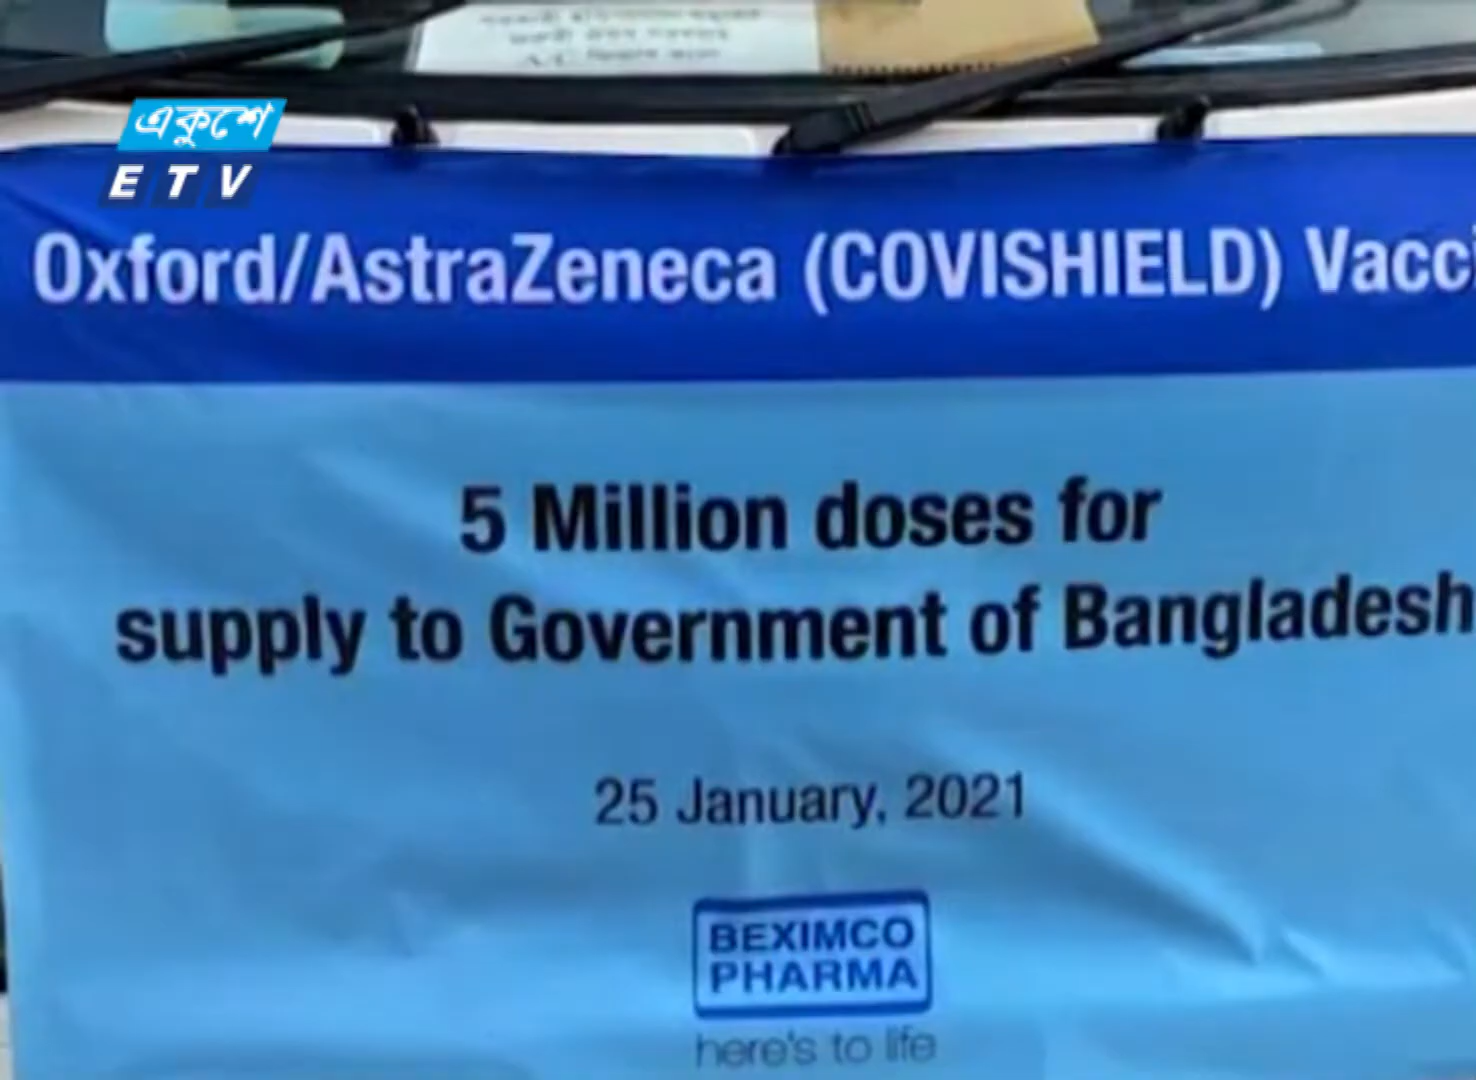 একুশে
ETV
Oxford/AstraZeneca (COVISHIELD) Vacci
5 Million doses for
supply to Government of Bangladesh
25 January, 2021
BEXIMCO
PHARMA
here's to life